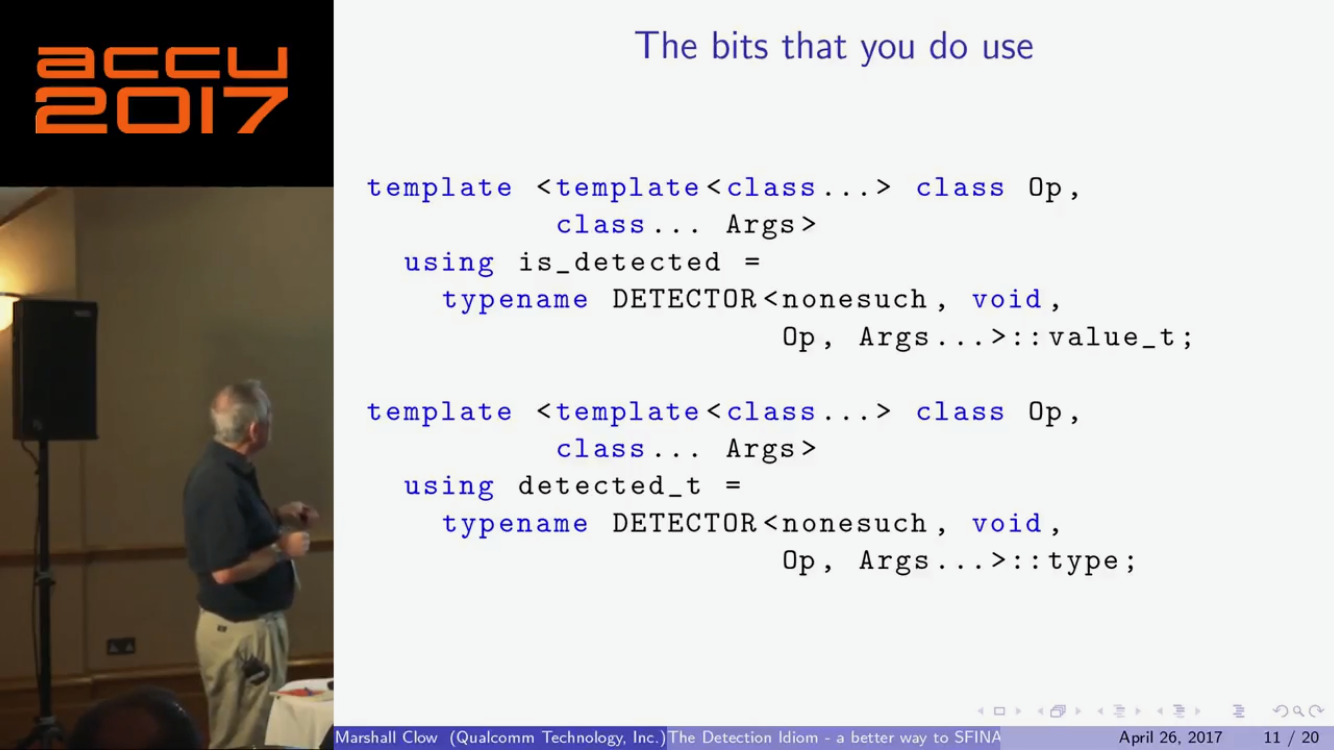 accu
2017
The bits that you do use
template <template<class...> class Op,
class... Args>
using is_detected =
typename DETECTOR<nonesuch, void,
Op, Args...>::value_t;
template <template<class...> class Op,
class... Args>
using detected_t =
typename DETECTOR<nonesuch, void,
Op, Args...>::type;
Marshall Clow (Qualcomm Technology, Inc.) The Detection Idiom - a better way to SFINA April 26, 2017 11 / 20